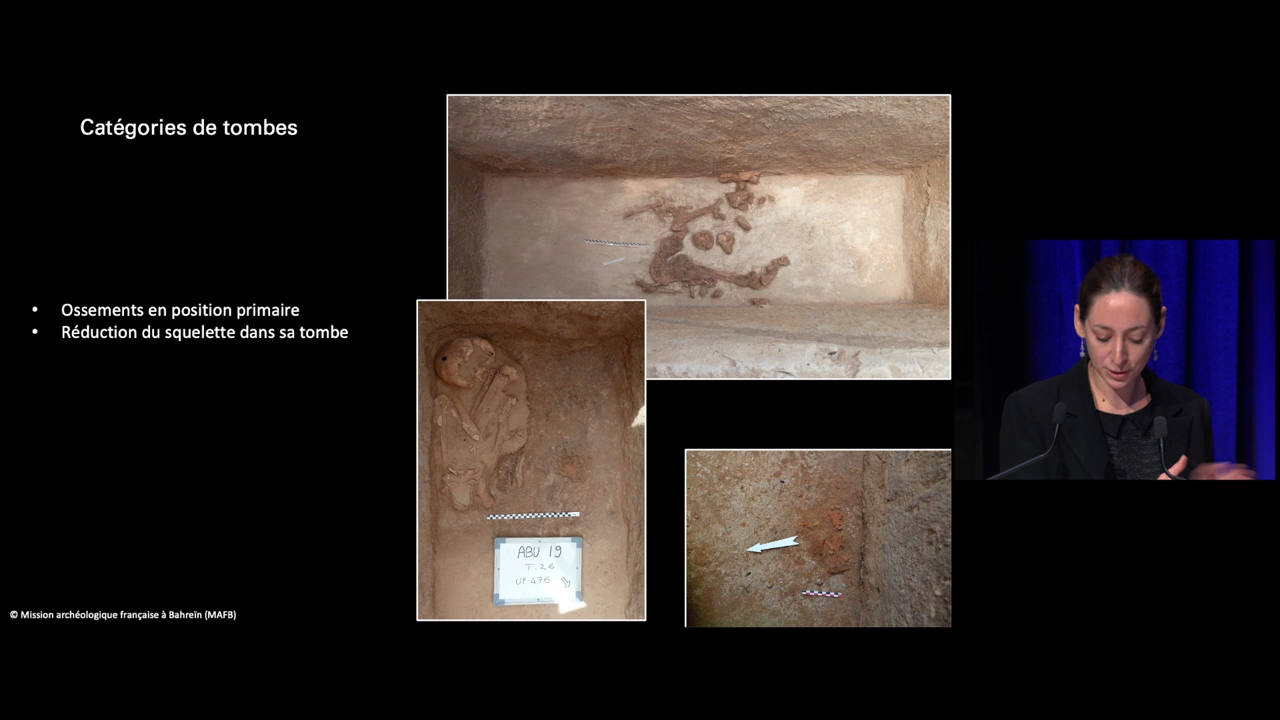 Catégories de tombes
• Ossements en position primaire
• Réduction du squelette dans sa tombe
ABU 19
T. 26
UF 476
© Mission archéologique française à Bahreïn (MAFB)